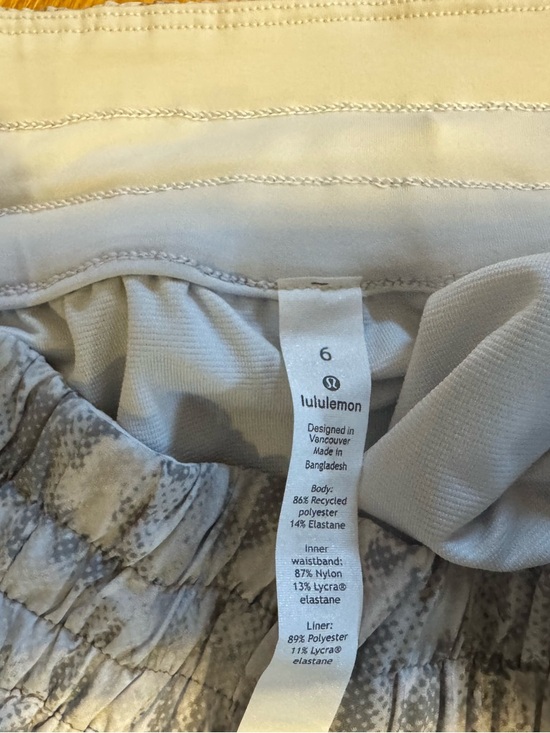 6
lululemon
Designed in
Vancouver
Made in
Bangladesh
Body:
86% Recycled
polyester
14% Elastane
Inner
waistband:
87% Nylon
13% Lycra®
elastane
Liner:
89% Polyester
11% Lycra®
elastane